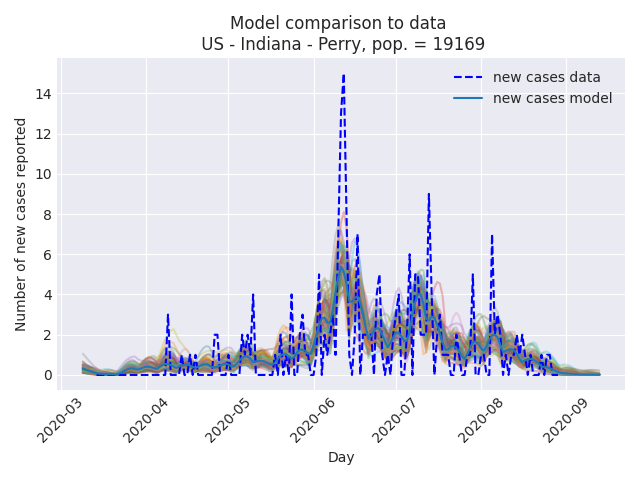 Model comparison to data
US - Indiana - Perry, pop. = 19169
new cases data
new cases model
Number of new cases reported
14
12
10
8
6
4
2
0
2020-03
2020-04
2020-05
2020-06
2020-07
2020-08
2020-09
Day